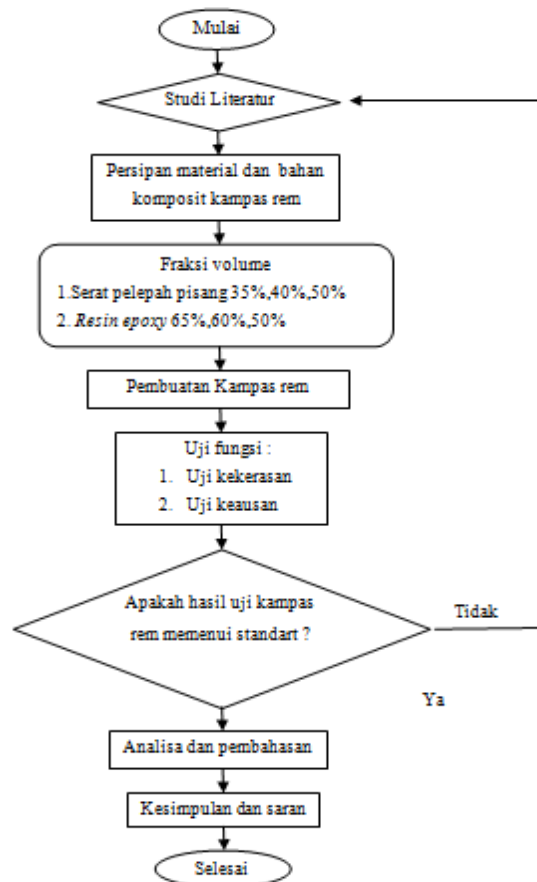 Mulai
Studi Literatur
Persipan material dan bahan
komposit kampas rem
Fraksi volume
1.Serat pelepah pisang 35%,40%,50%
2. Resin epoxy 65%,60%,50%
Pembuatan Kampas rem
Uji fungsi :
1. Uji kekerasan
2. Uji keausan
Apakah hasil uji kampas
rem memenui standart ?
Tidak
Ya
Analisa dan pembahasan
Kesimpulan dan saran
Selesai